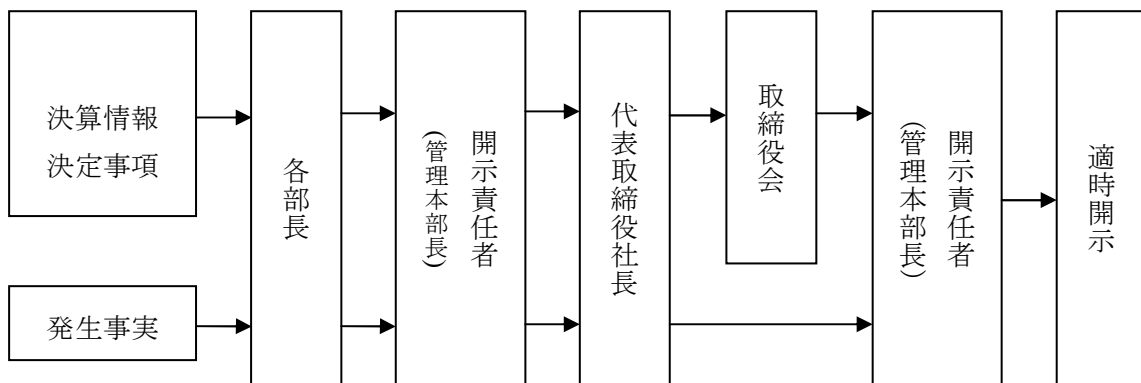 決算情報
決定事項
発生事実
各部長
開示責任者
(管理本部長)
代表取締役社長
取締役会
開示責任者
(管理本部長)
適時開示